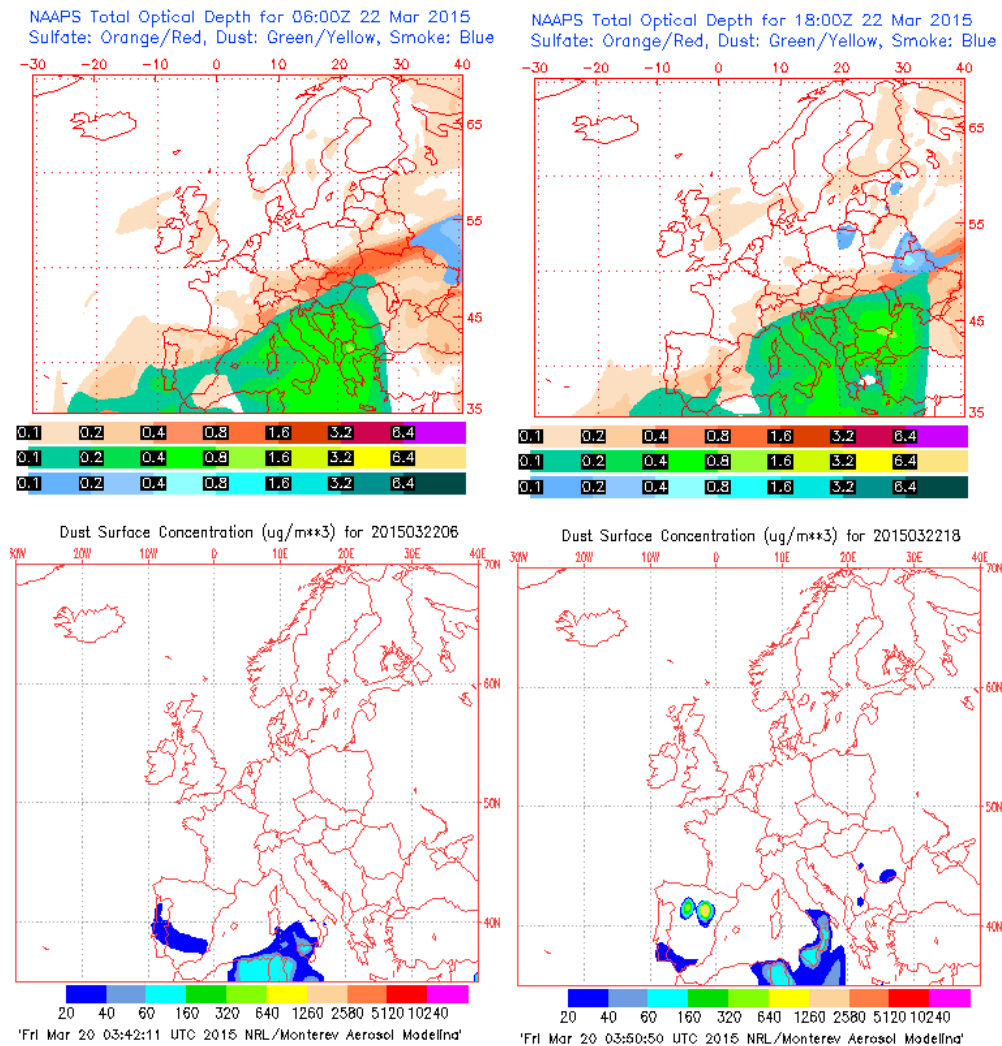 NAAPS Total Optical Depth for 06:00Z 22 Mar 2015
Sulfate: Orange/Red, Dust: Green/Yellow, Smoke: Blue
-30 -20 -10 0 10 20 30 40
65
55
45
35
0.1 0.2 0.4 0.8 1.6 3.2 6.4
0.1 0.2 0.4 0.8 1.6 3.2 6.4
0.1 0.2 0.4 0.8 1.6 3.2 6.4
NAAPS Total Optical Depth for 18:00Z 22 Mar 2015
Sulfate: Orange/Red, Dust: Green/Yellow, Smoke: Blue
-30 -20 -10 0 10 20 30 40
65
55
45
35
0.1 0.2 0.4 0.8 1.6 3.2 6.4
0.1 0.2 0.4 0.8 1.6 3.2 6.4
0.1 0.2 0.4 0.8 1.6 3.2 6.4
Dust Surface Concentration (ug/m**3) for 2015032206
30W 20W 10W 0 10E 20E 30E 40E
70N
60N
50N
40N
20 40 60 160 320 640 1260 2580 5120 10240
'Fri Mar 20 03:42:11 UTC 2015 NRL/Monterey Aerosol Modeling'
Dust Surface Concentration (ug/m**3) for 2015032218
30W 20W 10W 0 10E 20E 30E 40E
70N
60N
50N
40N
20 40 60 160 320 640 1260 2580 5120 10240
'Fri Mar 20 03:50:50 UTC 2015 NRL/Monterey Aerosol Modeling'